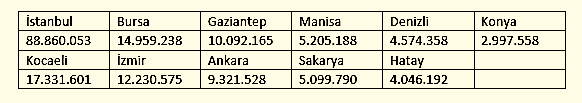 İstanbul Bursa Gaziantep Manisa Denizli Konya
88.860.053 14.959.238 10.092.165 5.205.188 4.574.358 2.997.558
Kocaeli İzmir Ankara Sakarya Hatay
17.331.601 12.230.575 9.321.528 5.099.790 4.046.192